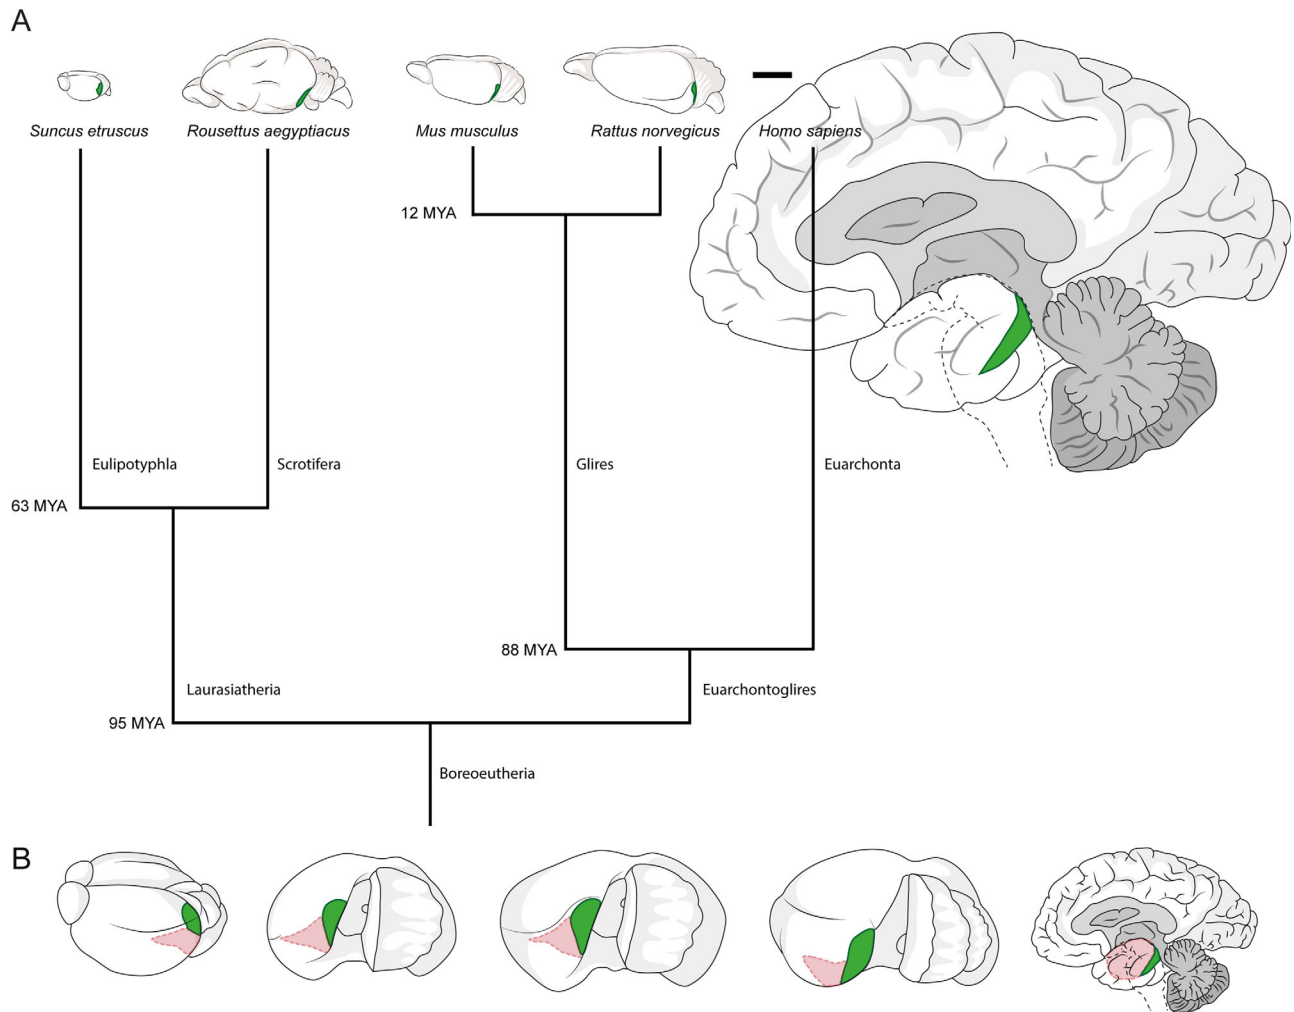 A
Suncus etruscus
Rousettus aegyptiacus
Mus musculus
Rattus norvegicus
Homo sapiens
12 MYA
Eulipotyphla
Scrotifera
Glires
Euarchonta
63 MYA
88 MYA
Laurasiatheria
Euarchontoglires
95 MYA
Boreoeutheria
B